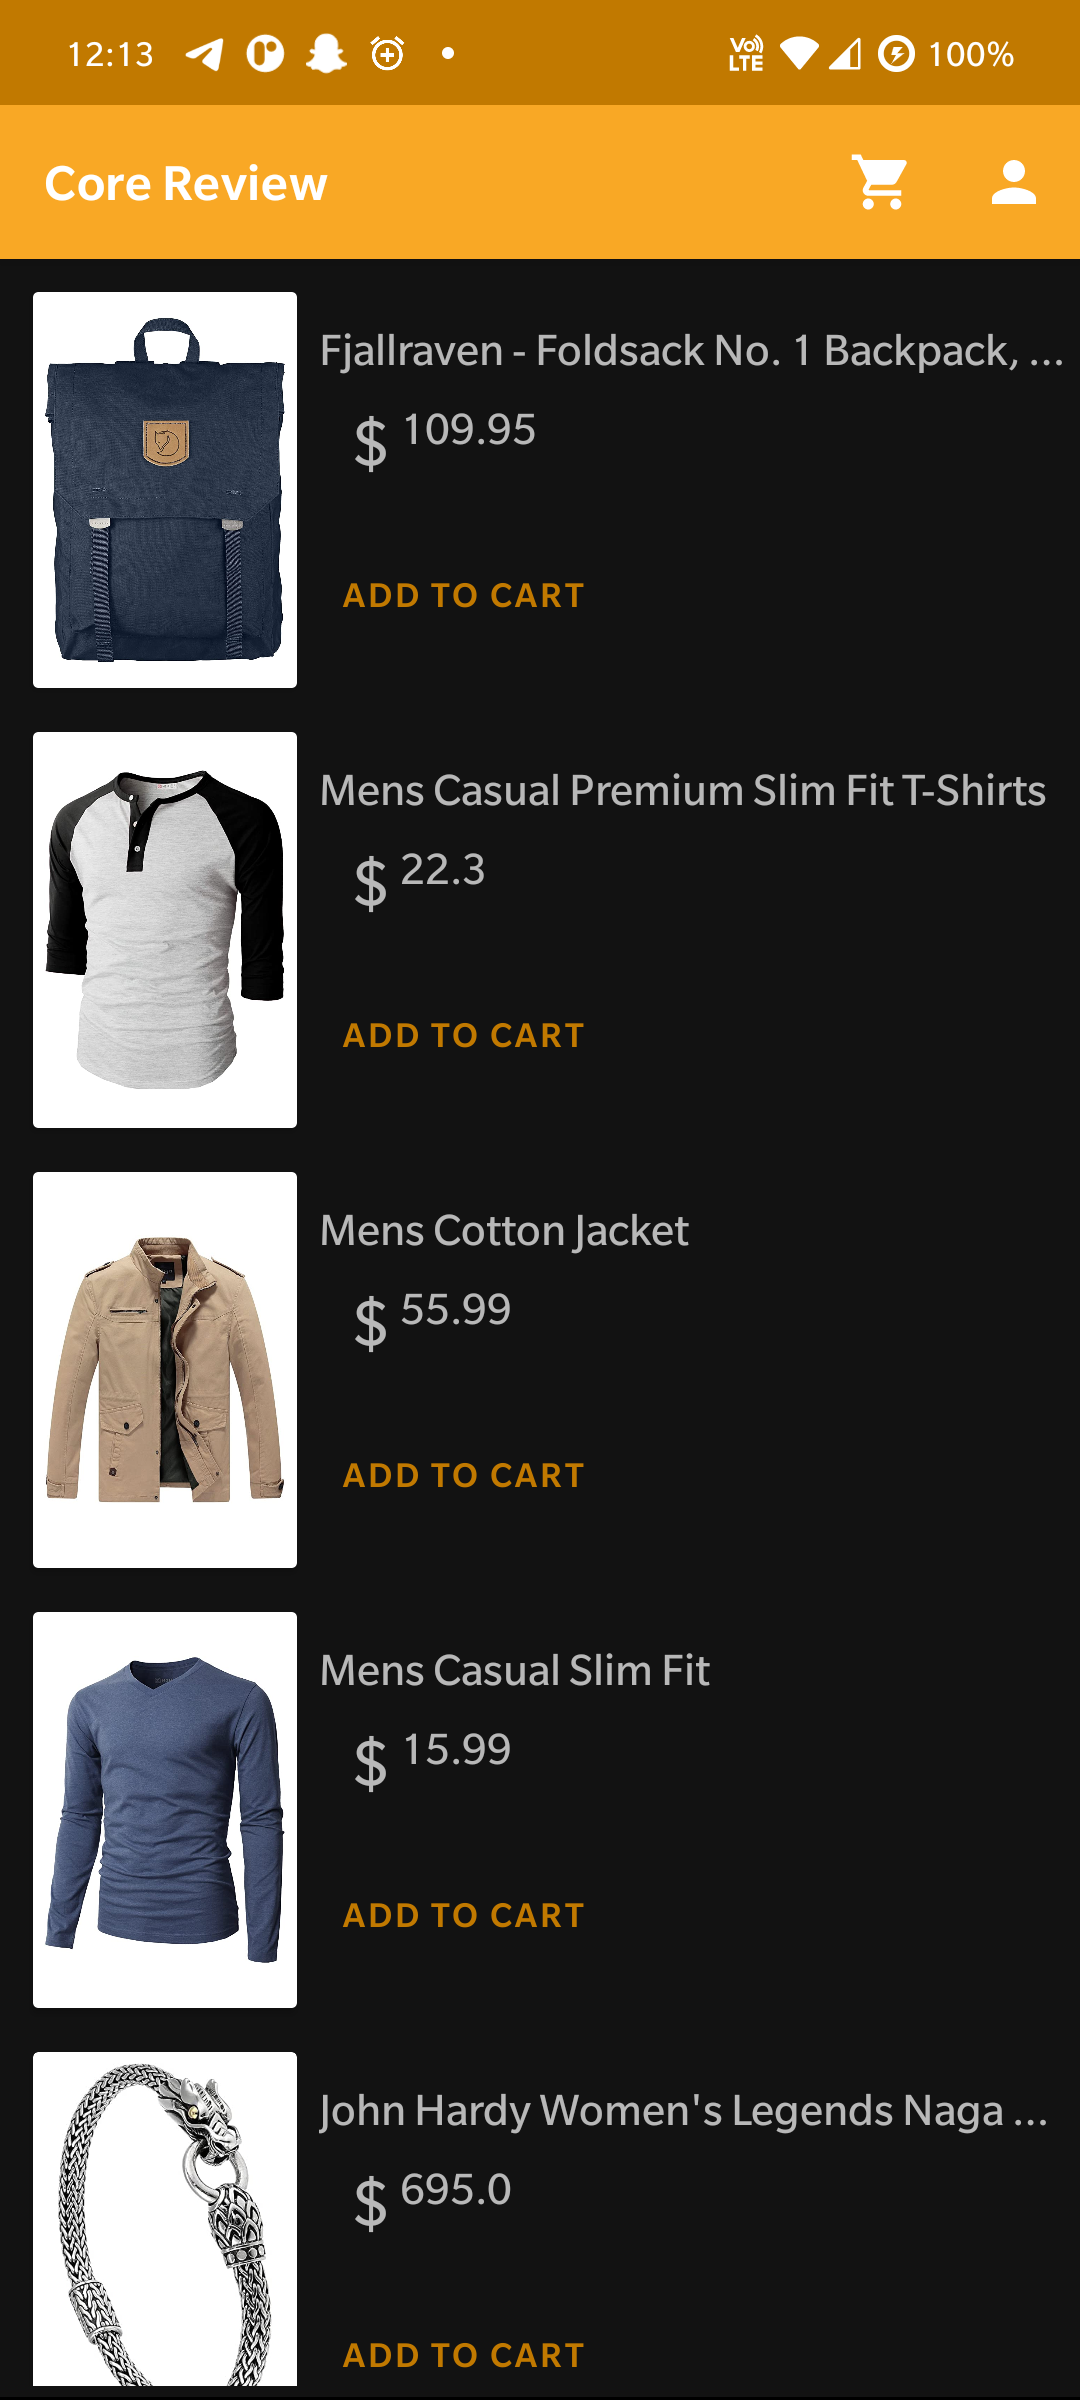 12:13
Vo)) LTE
100%
Core Review
Fjallraven - Foldsack No. 1 Backpack, ...
$ 109.95
ADD TO CART
Mens Casual Premium Slim Fit T-Shirts
$ 22.3
ADD TO CART
Mens Cotton Jacket
$ 55.99
ADD TO CART
Mens Casual Slim Fit
$ 15.99
ADD TO CART
John Hardy Women's Legends Naga ...
$ 695.0
ADD TO CART